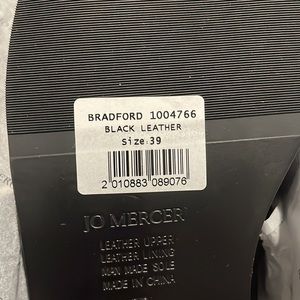 BRADFORD 1004766
BLACK LEATHER
Size 39
2 010883 089076
JO MERCER
LEATHER UPPER
LEATHER LINING
MAN MADE SOLE
MADE IN CHINA